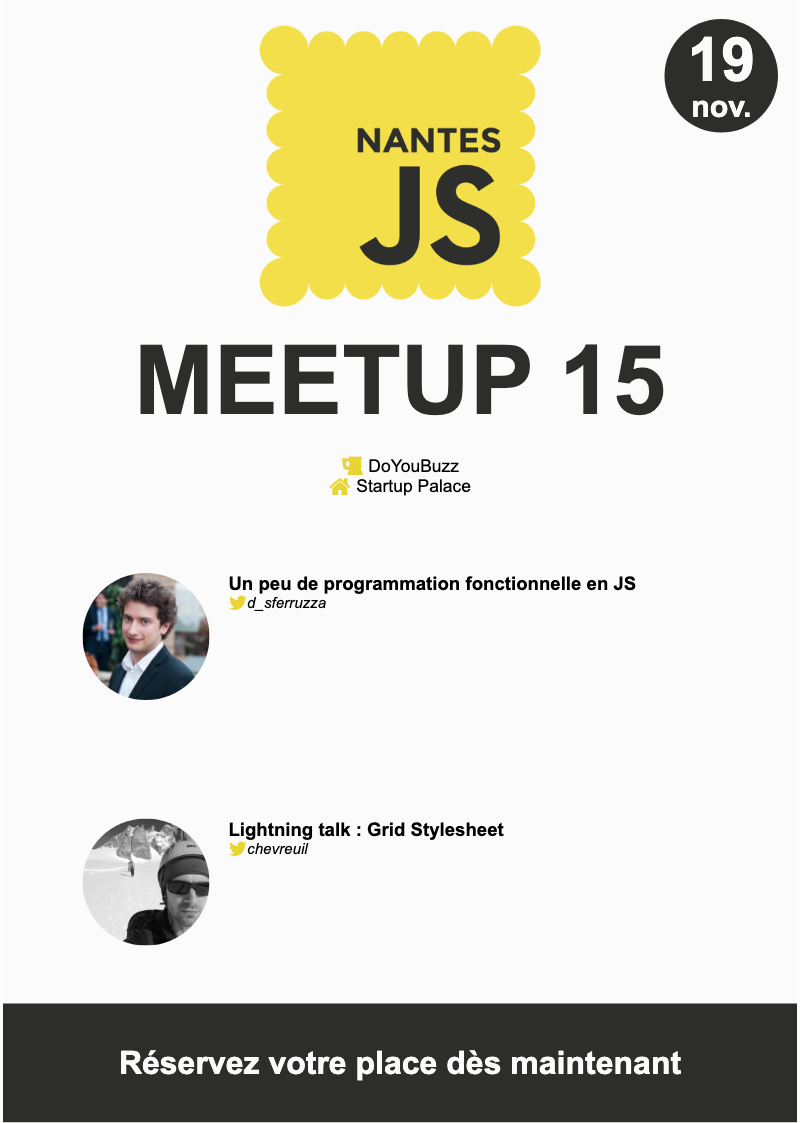 19
nov.
NANTES
JS
MEETUP 15
DoYouBuzz
Startup Palace
Un peu de programmation fonctionnelle en JS
d_sferruzza
Lightning talk : Grid Stylesheet
chevreuil
Réservez votre place dès maintenant